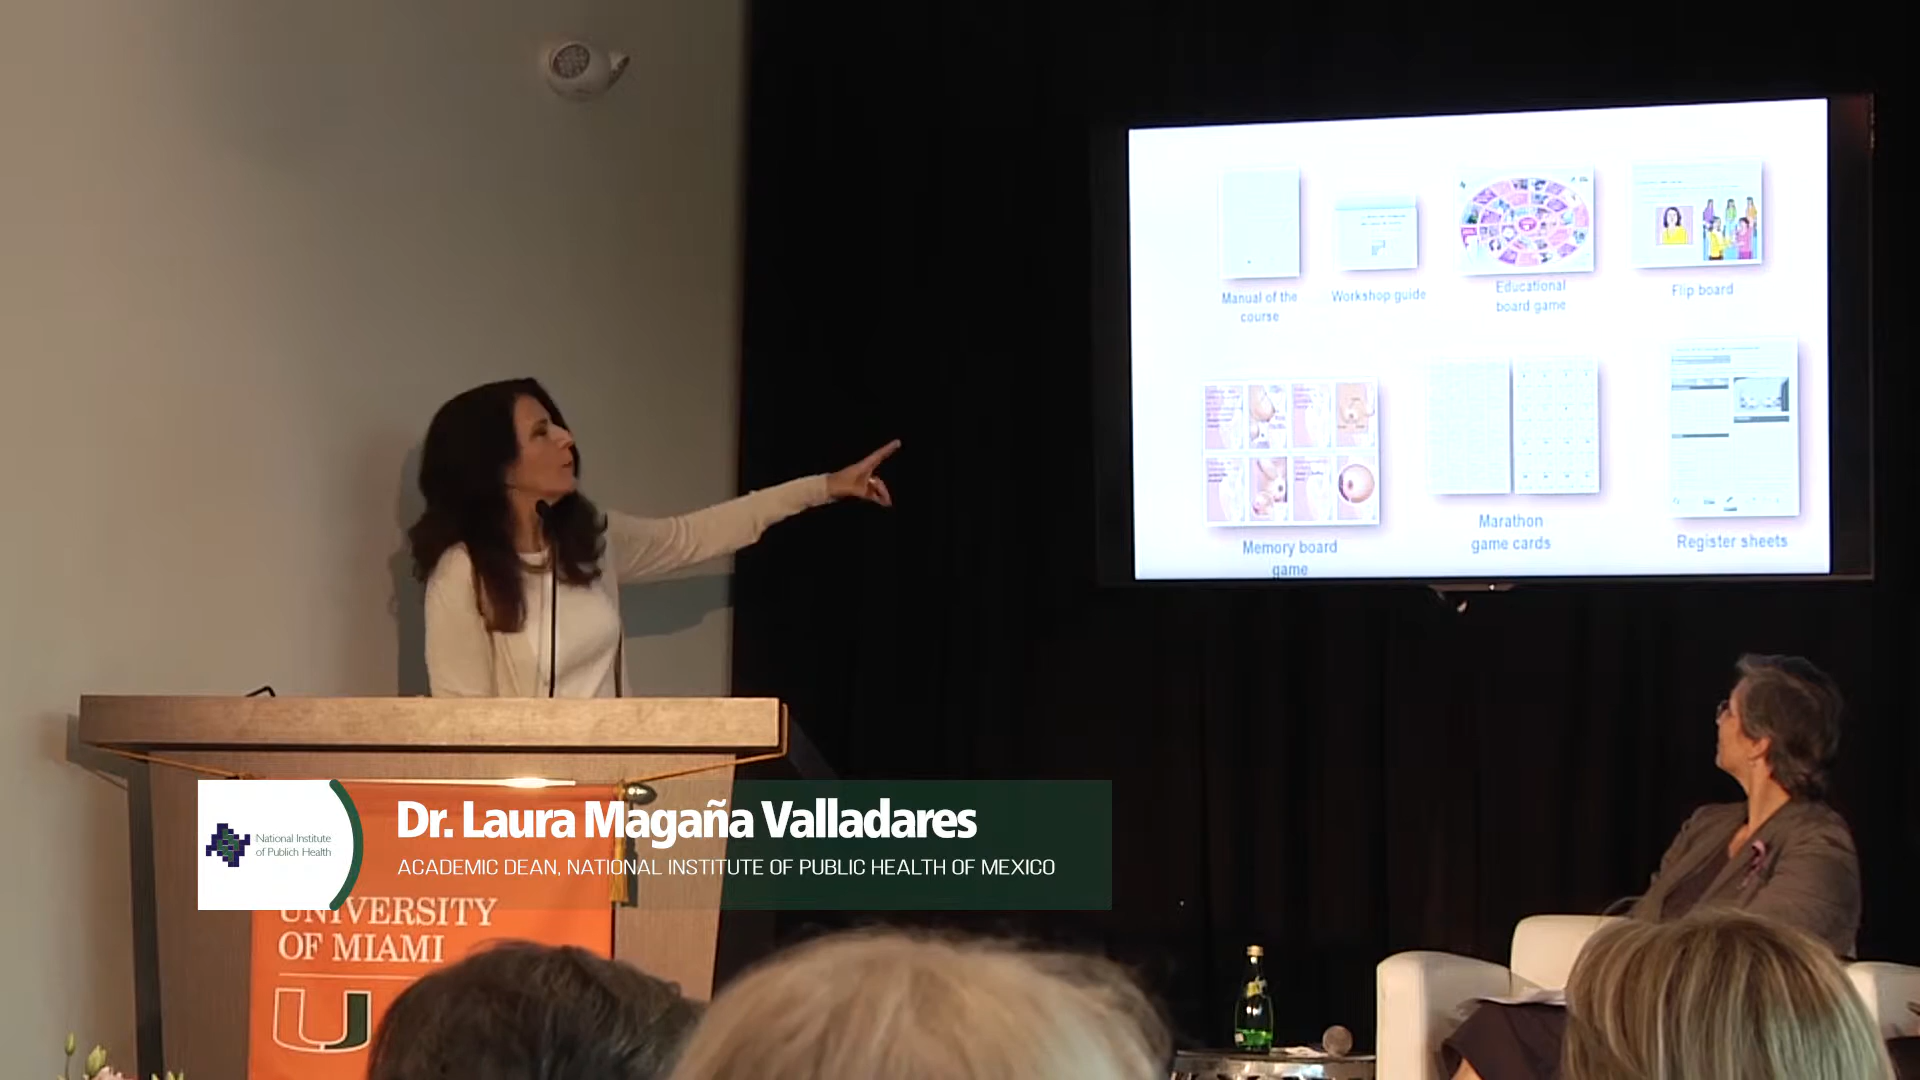 Manual of the
course
Workshop guide
Educational
board game
Flip board
Memory board
game
Marathon
game cards
Register sheets
National Institute
of Publich Health
Dr. Laura Magaña Valladares
ACADEMIC DEAN, NATIONAL INSTITUTE OF PUBLIC HEALTH OF MEXICO
UNIVERSITY
OF MIAMI
U